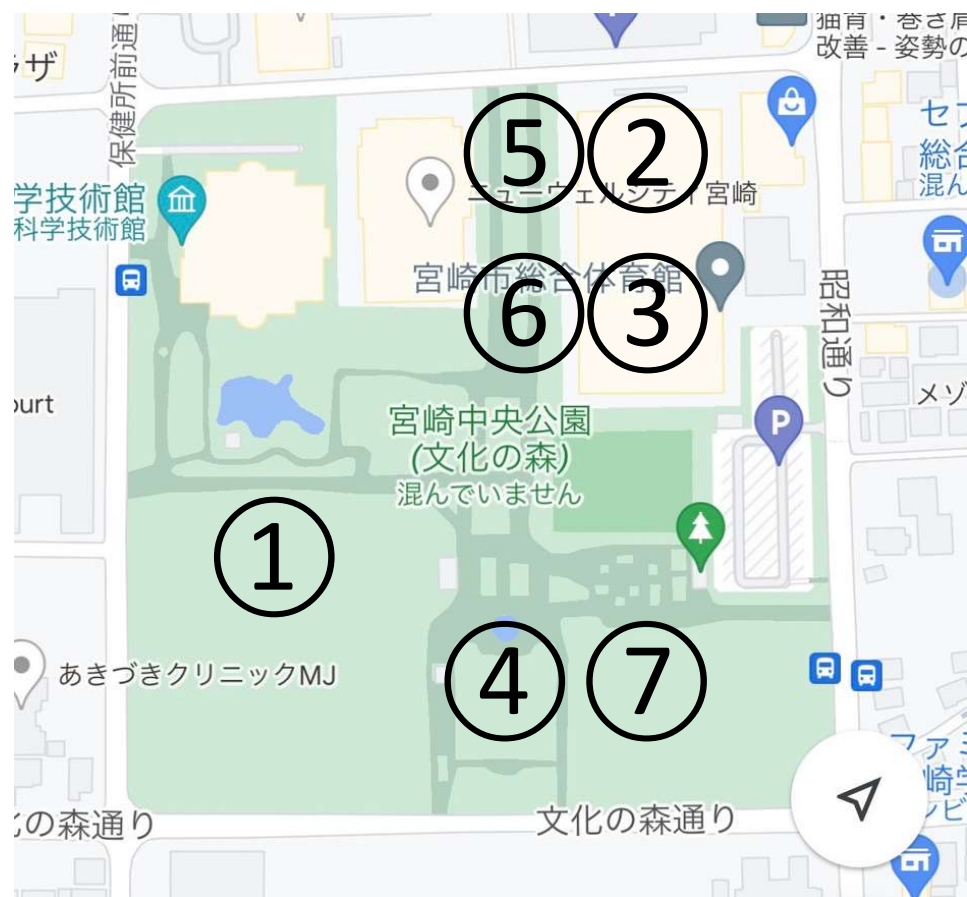 猫背・巻き肩
改善 - 姿勢の
ザ
保健所前通り
⑤
②
セブ
総合
混ん
学技術館
科学技術館
ニューウェルシティ宮崎
宮崎市総合体育館
⑥
③
昭和通り
ourt
メゾ
P
宮崎中央公園
(文化の森)
混んでいません
①
④
⑦
あきづきクリニックMJ
ファミ
崎学
ンビ
の森通り
文化の森通り